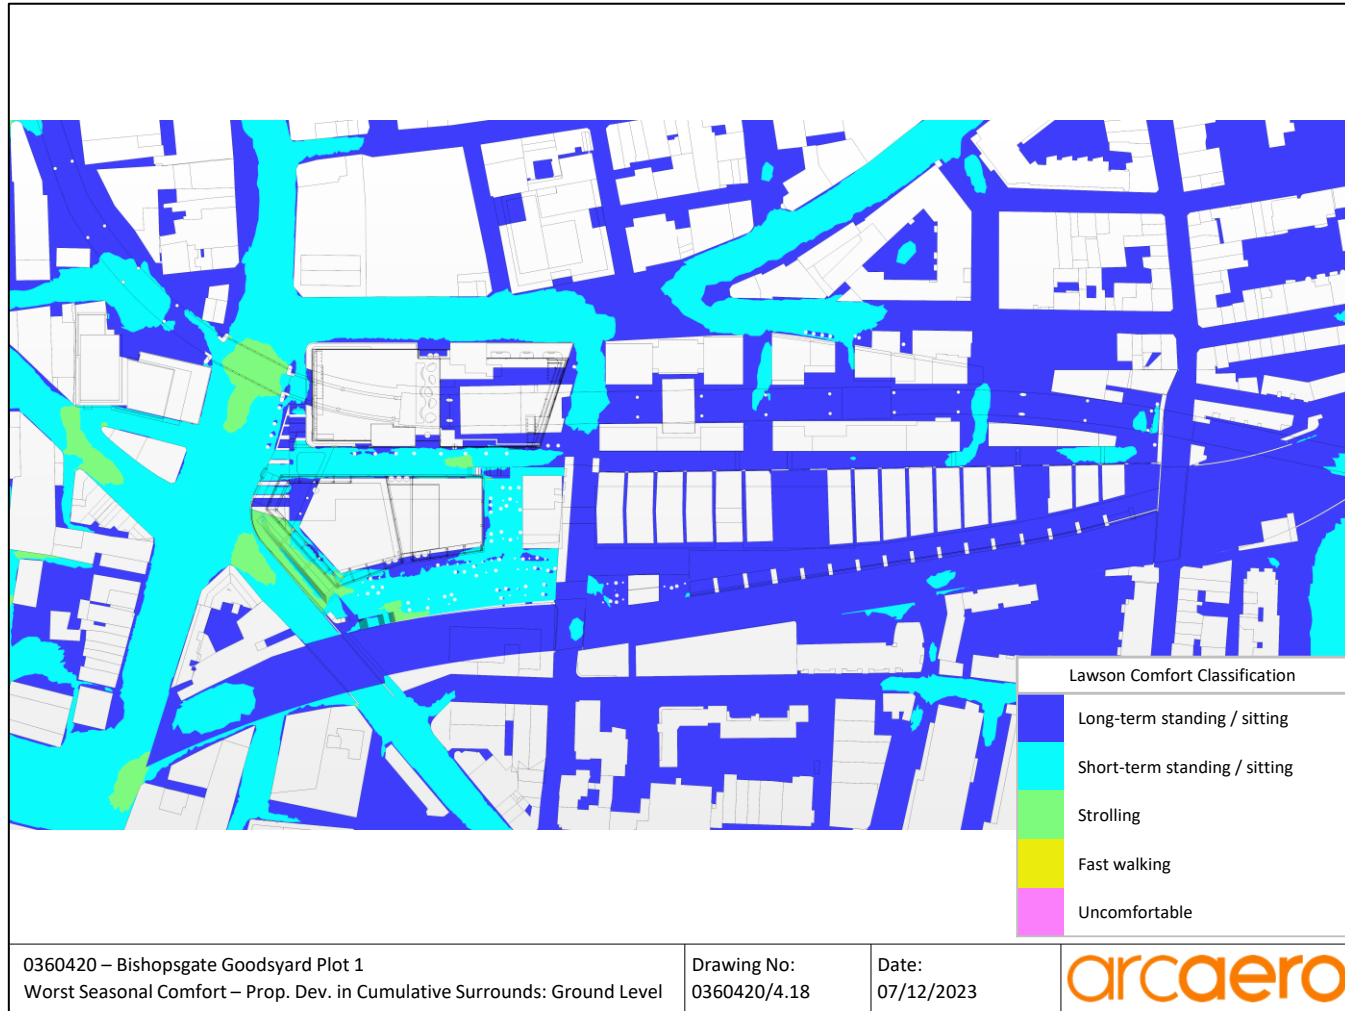 Lawson Comfort Classification
Long-term standing / sitting
Short-term standing / sitting
Strolling
Fast walking
Uncomfortable
0360420 – Bishopsgate Goodsyard Plot 1
Worst Seasonal Comfort – Prop. Dev. in Cumulative Surrounds: Ground Level
Drawing No:
0360420/4.18
Date:
07/12/2023
arcaero